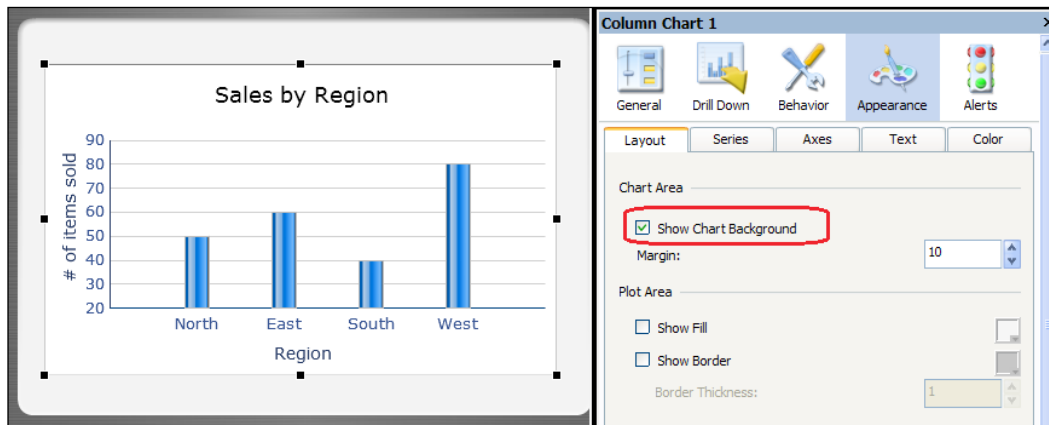 Sales by Region
# of items sold
90
80
70
60
50
40
30
20
North East South West
Region
Column Chart 1
General Drill Down Behavior Appearance Alerts
Layout Series Axes Text Color
Chart Area
Show Chart Background
Margin: 10
Plot Area
Show Fill
Show Border
Border Thickness: 1